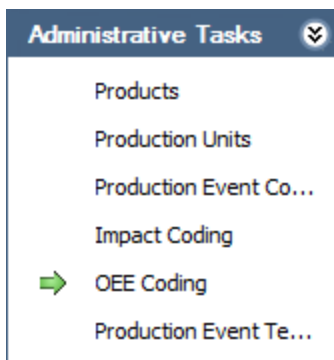 Administrative Tasks
Products
Production Units
Production Event Co...
Impact Coding
OEE Coding
Production Event Te...